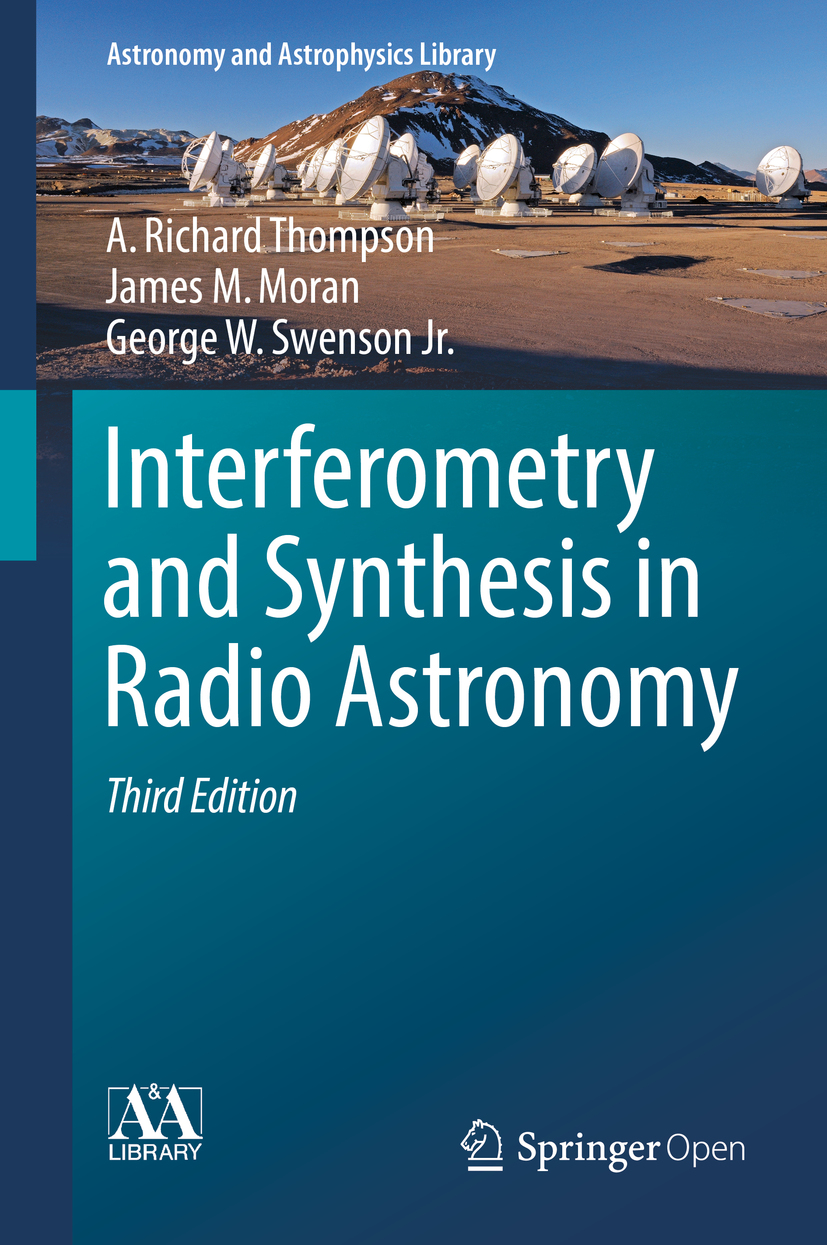 Astronomy and Astrophysics Library
A. Richard Thompson
James M. Moran
George W. Swenson Jr.
Interferometry
and Synthesis in
Radio Astronomy
Third Edition
A&A
LIBRARY
Springer Open